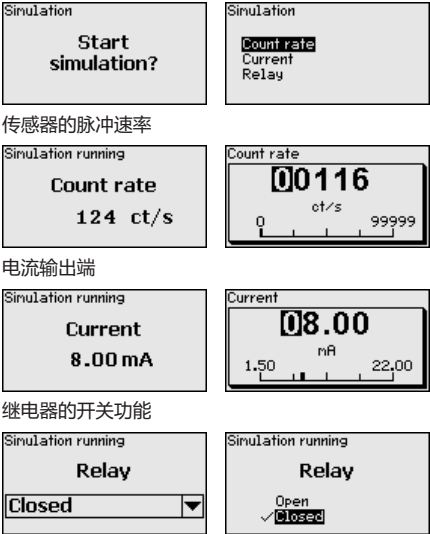 Simulation
Start
simulation?
Simulation
Count rate
Current
Relay
传感器的脉冲速率
Simulation running
Count rate
124 ct/s
Count rate
00116
ct/s
0 99999
电流输出端
Simulation running
Current
8.00 mA
Current
08.00
mA
1.50 22.00
继电器的开关功能
Simulation running
Relay
Closed
Simulation running
Relay
Open
Closed